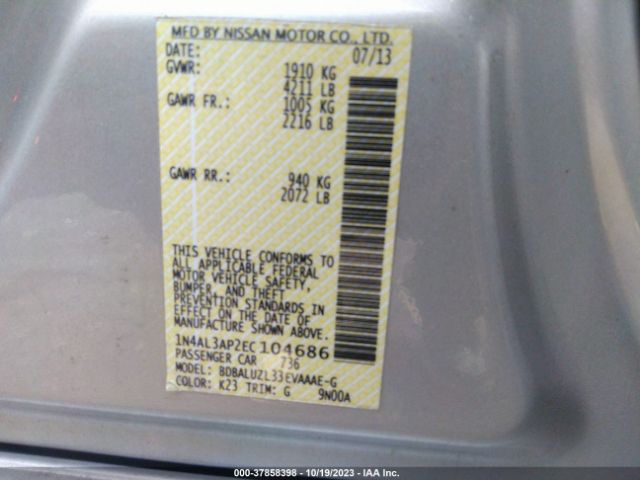 MFD BY NISSAN MOTOR CO., LTD.
DATE: 07/13
GVWR: 1910 KG
4211 LB
GAWR FR.: 1005 KG
2216 LB
GAWR RR.: 940 KG
2072 LB
THIS VEHICLE CONFORMS TO
ALL APPLICABLE FEDERAL
MOTOR VEHICLE SAFETY,
BUMPER, AND THEFT
PREVENTION STANDARDS IN
EFFECT ON THE DATE OF
MANUFACTURE SHOWN ABOVE.
1N4AL3AP2EC104686
PASSENGER CAR 736
MODEL: BDBALUZL33EVAAAE-G
COLOR: K23 TRIM: G 9N00A
000-37858398 - 10/19/2023 - IAA Inc.